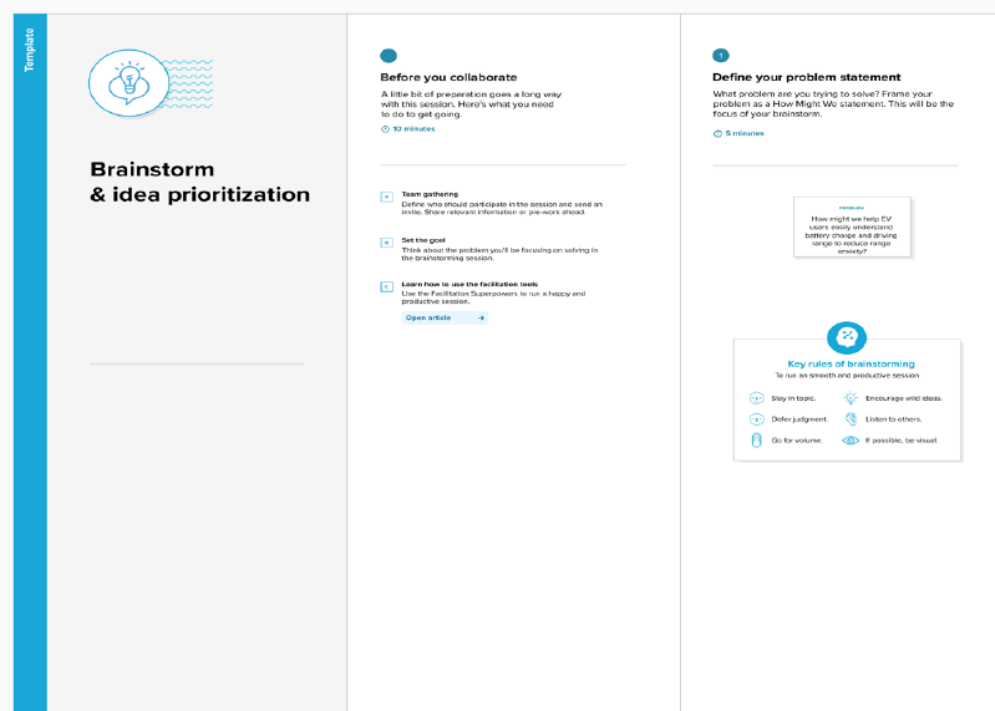 Template
Brainstorm
& idea prioritization
Before you collaborate
A little bit of preparation goes a long way
with this session. Here's what you need
to do to get going.
10 minutes
A
Team gathering
Define who should participate in the session and send an
invite. Share relevant information or pre-work ahead.
B
Set the goal
Think about the problem you'll be focusing on solving in
the brainstorming session.
C
Learn how to use the facilitation tools
Use the Facilitation Superpowers to run a happy and
productive session.
Open article
1
Define your problem statement
What problem are you trying to solve? Frame your
problem as a How Might We statement. This will be the
focus of your brainstorm.
5 minutes
PROBLEM
How might we help EV
users easily understand
battery charge and driving
range to reduce range
anxiety?
Key rules of brainstorming
To run an smooth and productive session
Stay in topic.
Encourage wild ideas.
Defer judgment.
Listen to others.
Go for volume.
If possible, be visual.